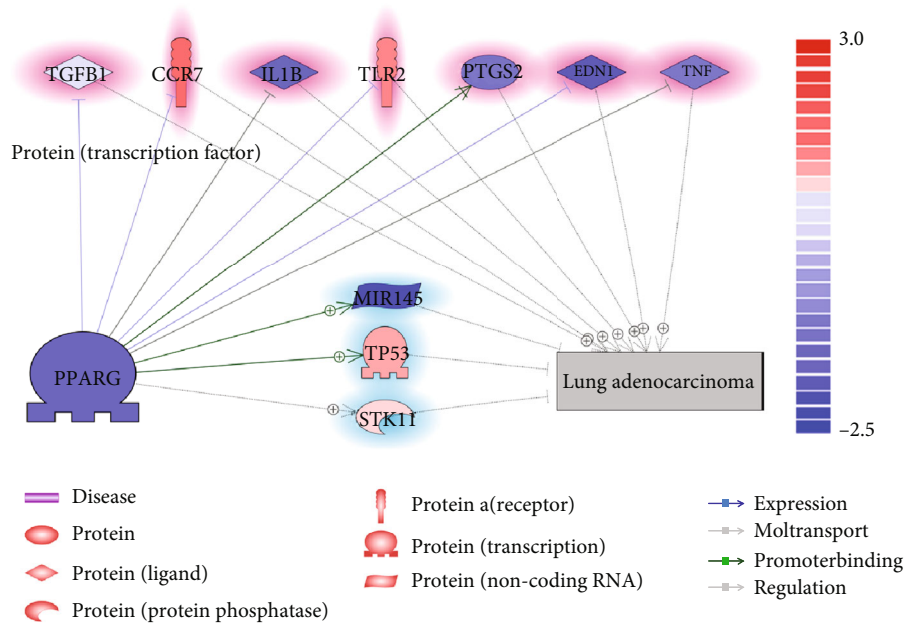 TGFB1 CCR7 IL1B TLR2 PTGS2 EDN1 TNF
3.0
Protein (transcription factor)
MIR145
TP53
PPARG
Lung adenocarcinoma
STK11
–2.5
Disease
Protein
Protein (ligand)
Protein (protein phosphatase)
Protein a(receptor)
Protein (transcription)
Protein (non-coding RNA)
Expression
Moltransport
Promoterbinding
Regulation